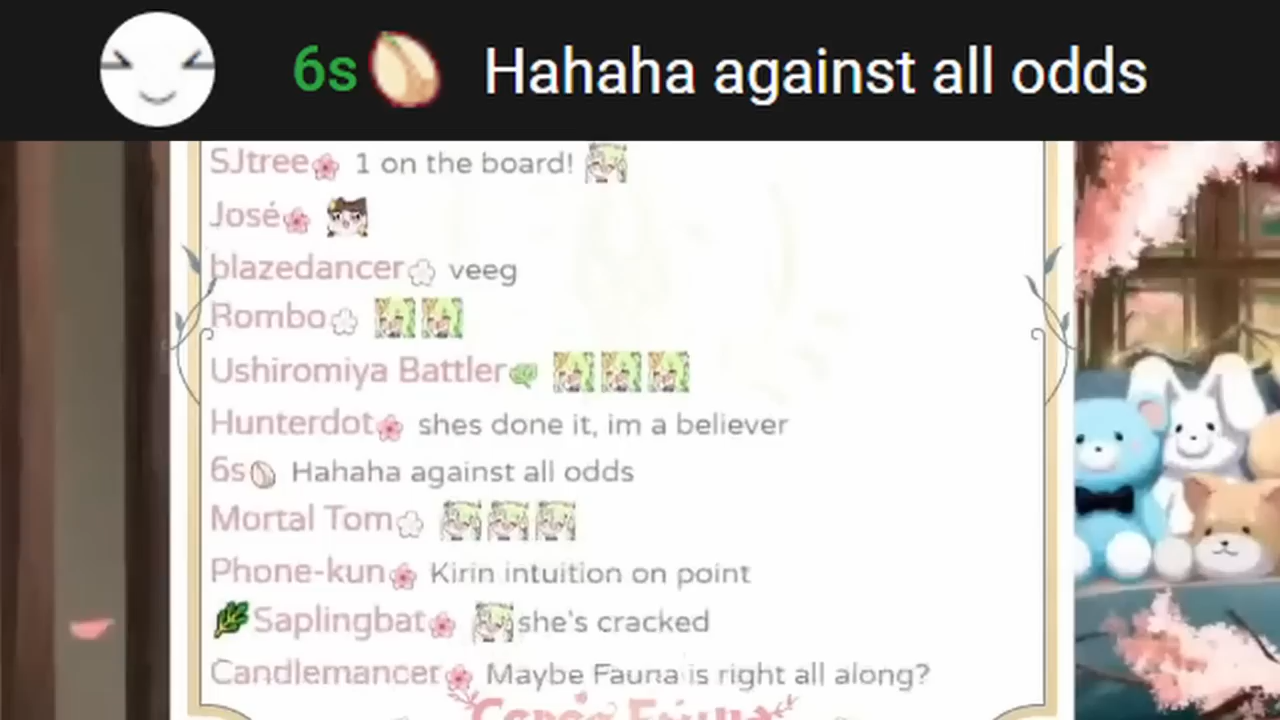 6s Hahaha against all odds
SJtree 1 on the board!
José
blazedancer veeg
Rombo
Ushiromiya Battler
Hunterdot shes done it, im a believer
6s Hahaha against all odds
Mortal Tom
Phone-kun Kirin intuition on point
Saplingbat she's cracked
Candlemancer Maybe Fauna is right all along?